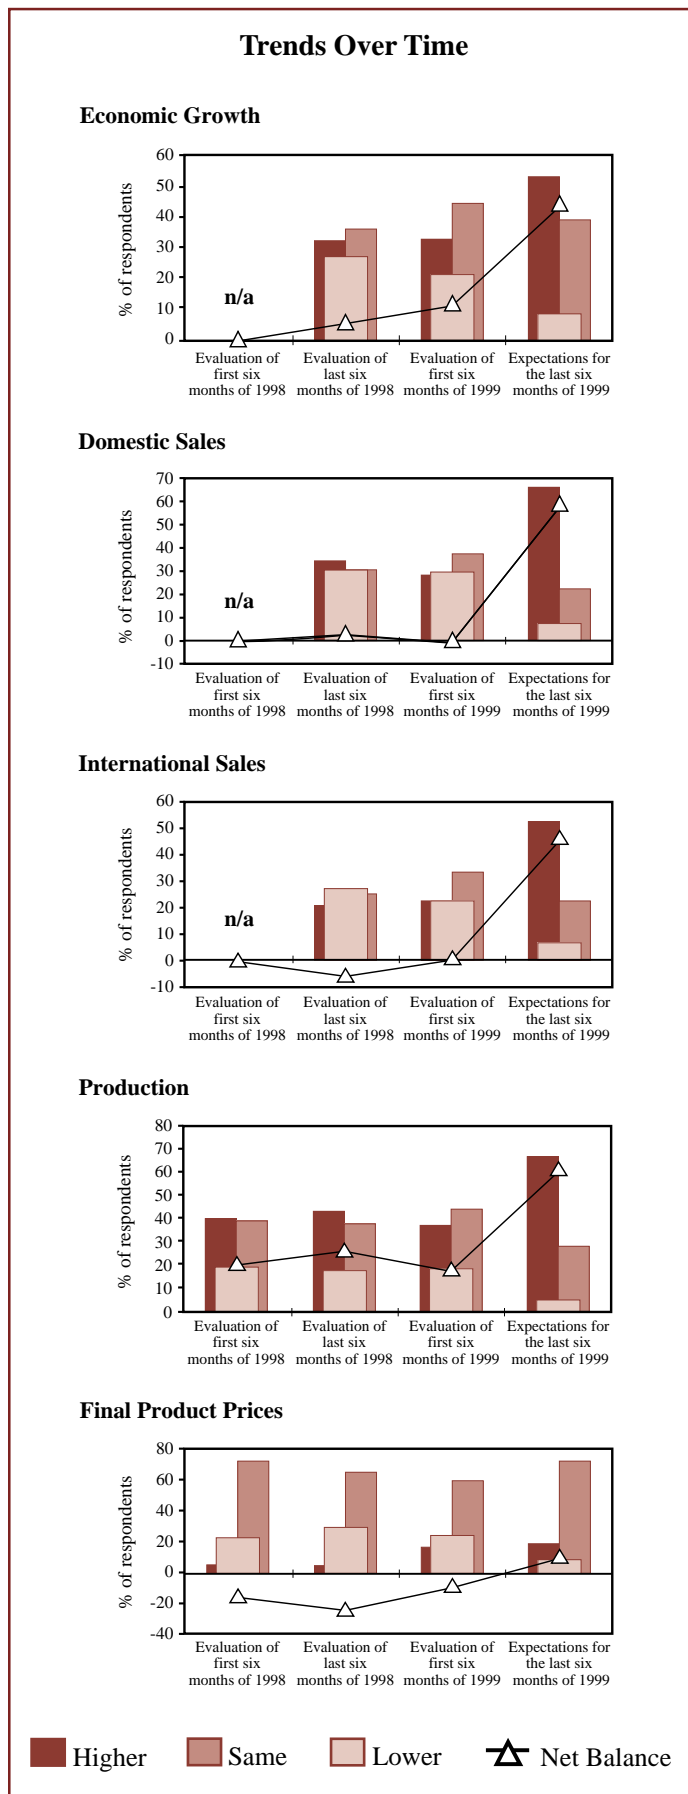 Trends Over Time
Economic Growth
% of respondents
60
50
40
30
20
10
0
n/a
Evaluation of
first six
months of 1998
Evaluation of
last six
months of 1998
Evaluation of
first six
months of 1999
Expectations for
the last six
months of 1999
Domestic Sales
% of respondents
70
60
50
40
30
20
10
0
-10
n/a
Evaluation of
first six
months of 1998
Evaluation of
last six
months of 1998
Evaluation of
first six
months of 1999
Expectations for
the last six
months of 1999
International Sales
% of respondents
60
50
40
30
20
10
0
-10
n/a
Evaluation of
first six
months of 1998
Evaluation of
last six
months of 1998
Evaluation of
first six
months of 1999
Expectations for
the last six
months of 1999
Production
% of respondents
80
70
60
50
40
30
20
10
0
Evaluation of
first six
months of 1998
Evaluation of
last six
months of 1998
Evaluation of
first six
months of 1999
Expectations for
the last six
months of 1999
Final Product Prices
% of respondents
80
60
40
20
0
-20
-40
Evaluation of
first six
months of 1998
Evaluation of
last six
months of 1998
Evaluation of
first six
months of 1999
Expectations for
the last six
months of 1999
Higher
Same
Lower
Net Balance